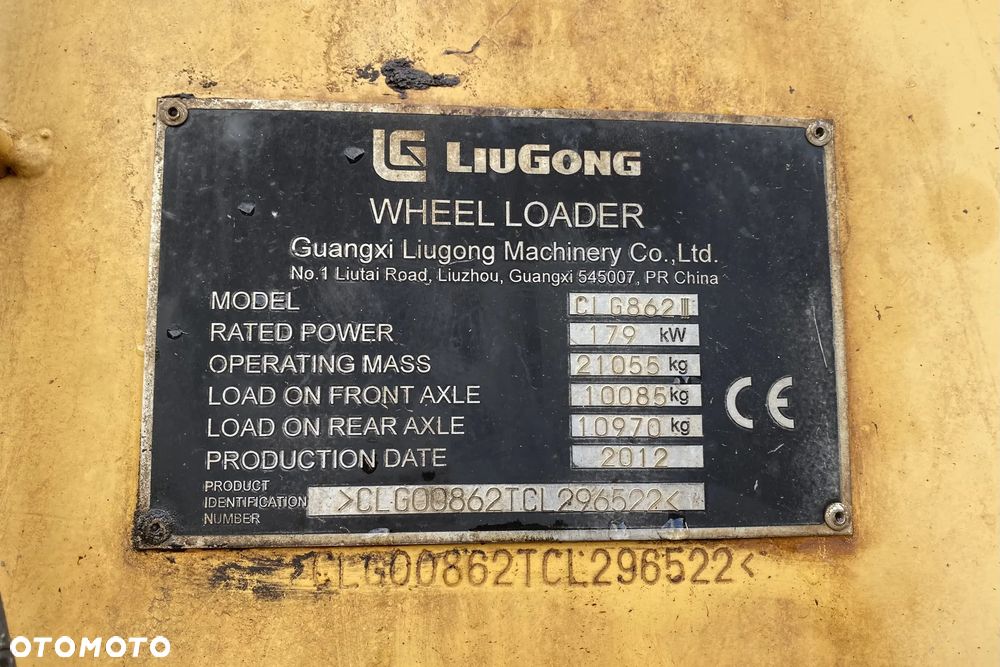 LG LIUGONG
WHEEL LOADER
Guangxi Liugong Machinery Co.,Ltd.
No.1 Liutai Road, Liuzhou, Guangxi 545007, PR China
MODEL CLG862III
RATED POWER 179 kW
OPERATING MASS 21055 kg
LOAD ON FRONT AXLE 10085 kg
LOAD ON REAR AXLE 10970 kg
CE
PRODUCTION DATE 2012
PRODUCT
IDENTIFICATION
NUMBER
>CLG00862TCL296522<
>CLG00862TCL296522<
OTOMOTO